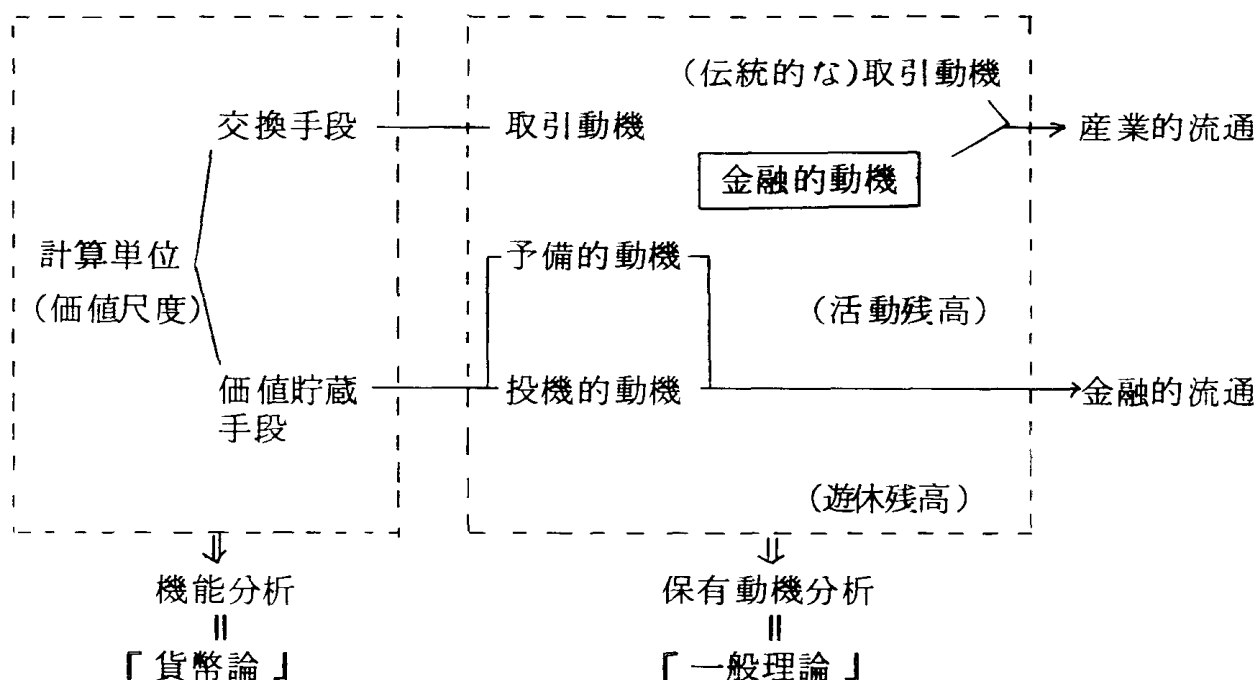 (伝統的な)取引動機
交換手段
取引動機
産業的流通
金融的動機
計算単位
(価値尺度)
予備的動機
(活動残高)
価値貯蔵
手段
投機的動機
金融的流通
(遊休残高)
機能分析
保有動機分析
「貨幣論」
「一般理論」